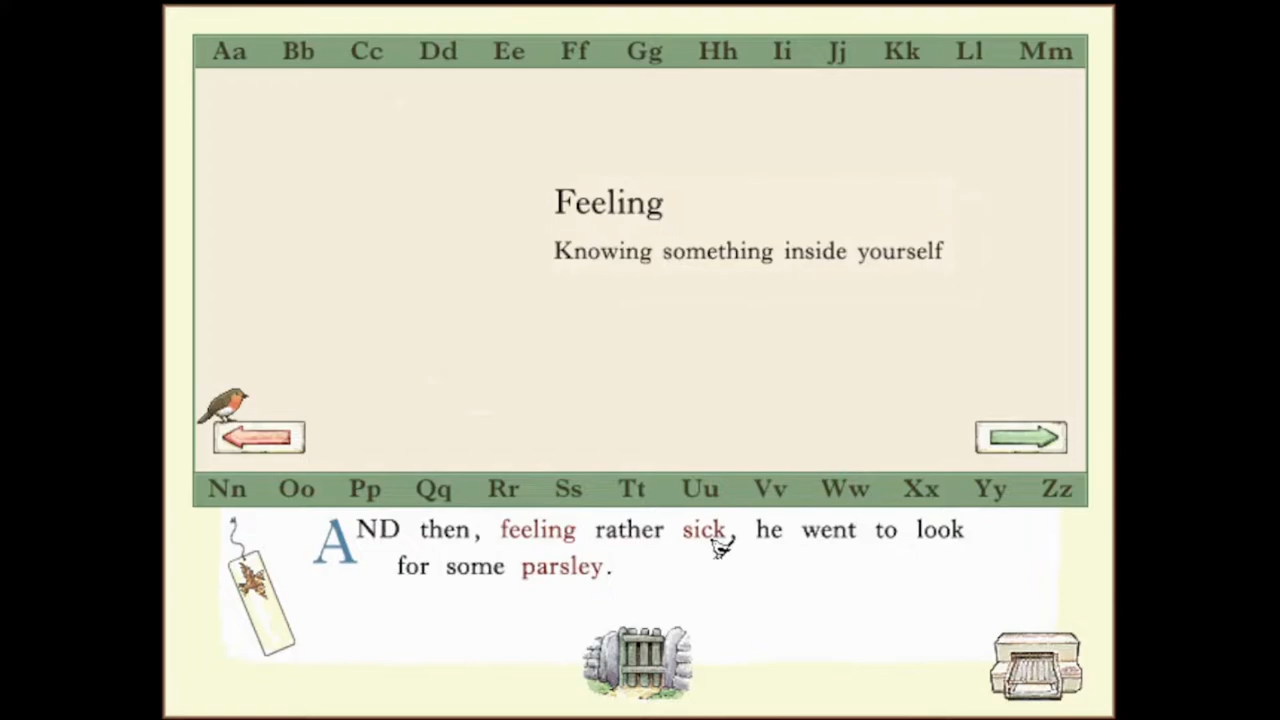 Aa Bb Cc Dd Ee Ff Gg Hh Ii Jj Kk Ll Mm
Feeling
Knowing something inside yourself
Nn Oo Pp Qq Rr Ss Tt Uu Vv Ww Xx Yy Zz
AND then, feeling rather sick, he went to look
for some parsley.